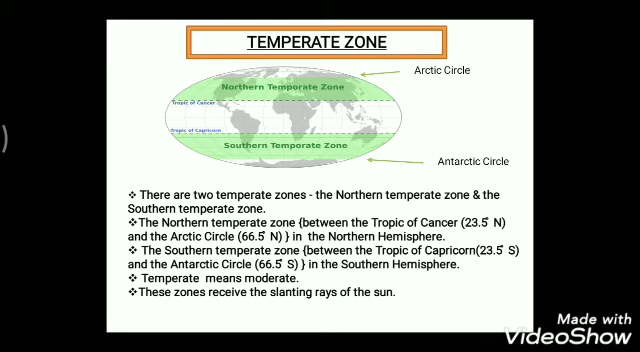 TEMPERATE ZONE
Arctic Circle
Northern Temporate Zone
Tropic of Cancer
Tropic of Capricorn
Southern Temporate Zone
Antarctic Circle
❖ There are two temperate zones - the Northern temperate zone & the
Southern temperate zone.
❖The Northern temperate zone {between the Tropic of Cancer (23.5° N)
and the Arctic Circle (66.5° N) } in the Northern Hemisphere.
❖ The Southern temperate zone {between the Tropic of Capricorn(23.5° S)
and the Antarctic Circle (66.5° S) } in the Southern Hemisphere.
❖ Temperate means moderate.
❖These zones receive the slanting rays of the sun.
Made with
VideoShow